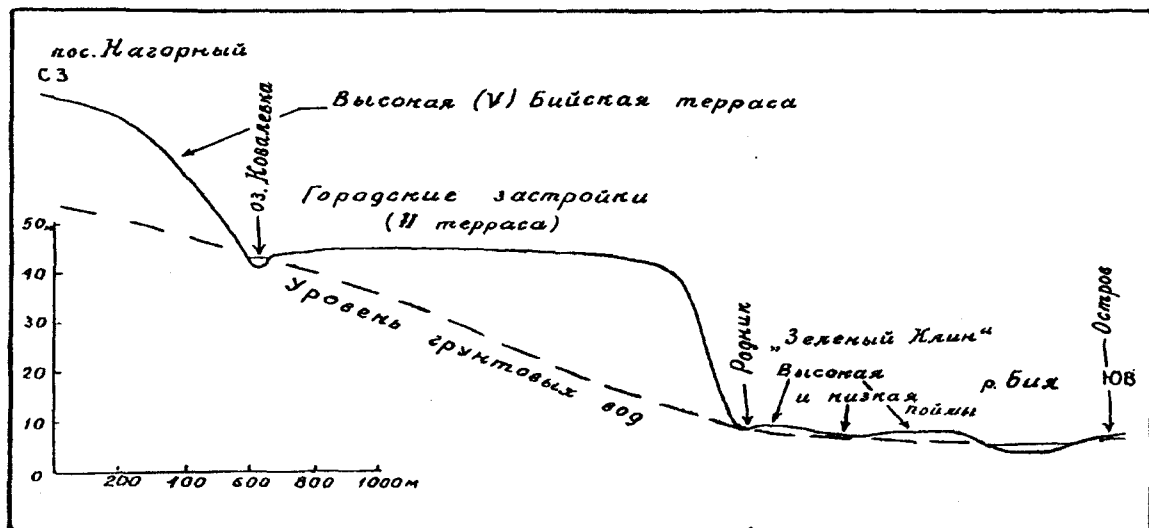 пос. Нагорный
СЗ
Высокая (V) Бийская терраса
оз. Ковалевка
Городские застройки
(II терраса)
50м
40
30
20
10
0
200 400 600 800 1000м
Уровень грунтовых вод
Родник
„Зеленый Клин"
Высокая
и низкая
поймы
р. Бия
Остров
ЮВ